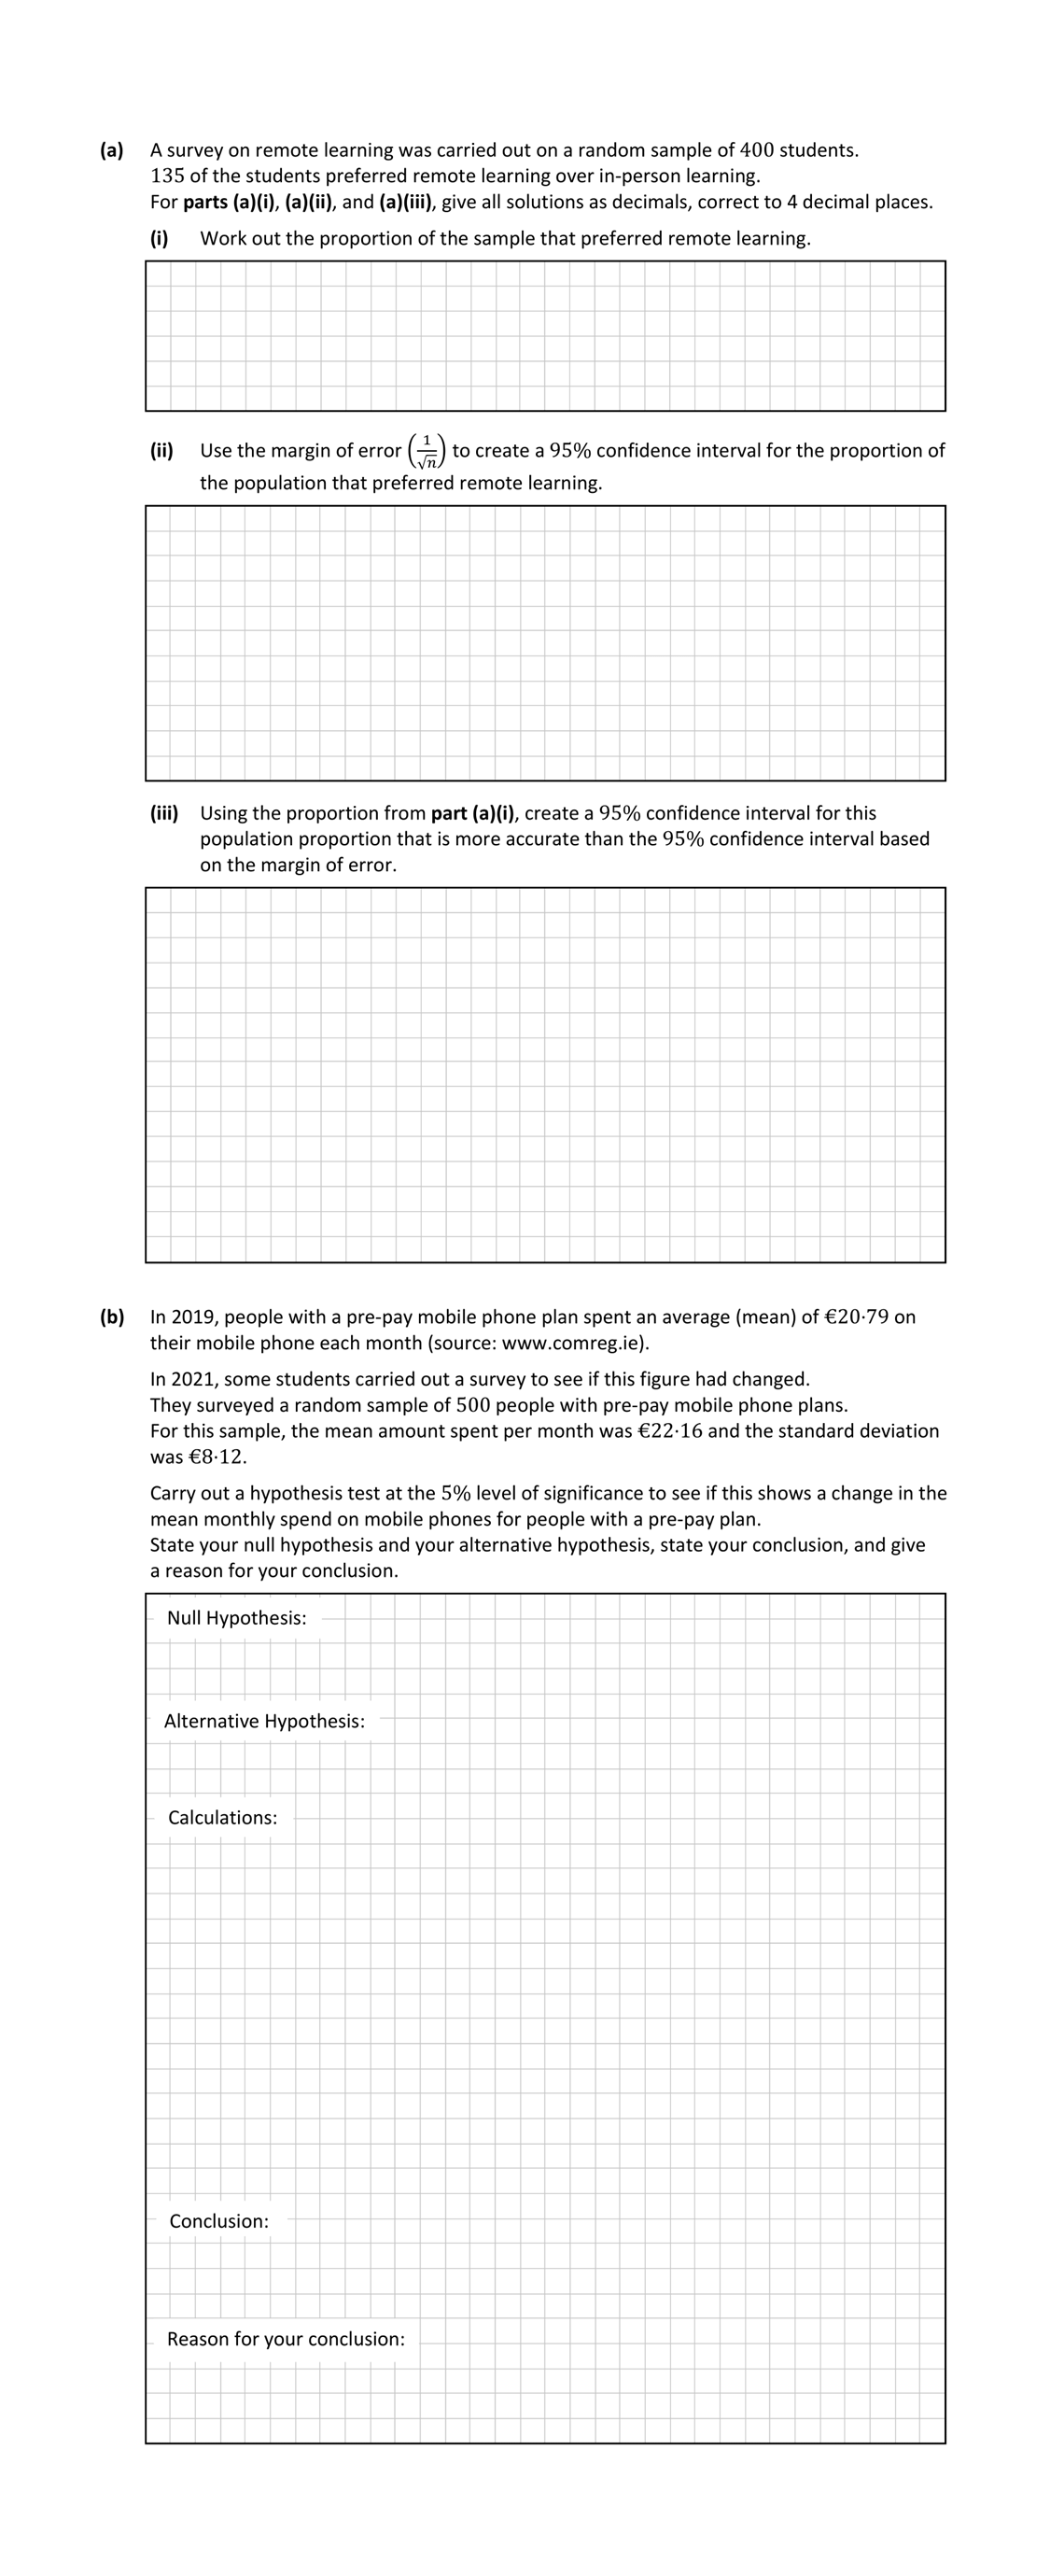 (a) A survey on remote learning was carried out on a random sample of 400 students.
135 of the students preferred remote learning over in-person learning.
For parts (a)(i), (a)(ii), and (a)(iii), give all solutions as decimals, correct to 4 decimal places.
(i) Work out the proportion of the sample that preferred remote learning.
(ii) Use the margin of error (1/√n) to create a 95% confidence interval for the proportion of
the population that preferred remote learning.
(iii) Using the proportion from part (a)(i), create a 95% confidence interval for this
population proportion that is more accurate than the 95% confidence interval based
on the margin of error.
(b) In 2019, people with a pre-pay mobile phone plan spent an average (mean) of €20·79 on
their mobile phone each month (source: www.comreg.ie).
In 2021, some students carried out a survey to see if this figure had changed.
They surveyed a random sample of 500 people with pre-pay mobile phone plans.
For this sample, the mean amount spent per month was €22·16 and the standard deviation
was €8·12.
Carry out a hypothesis test at the 5% level of significance to see if this shows a change in the
mean monthly spend on mobile phones for people with a pre-pay plan.
State your null hypothesis and your alternative hypothesis, state your conclusion, and give
a reason for your conclusion.
Null Hypothesis:
Alternative Hypothesis:
Calculations:
Conclusion:
Reason for your conclusion: